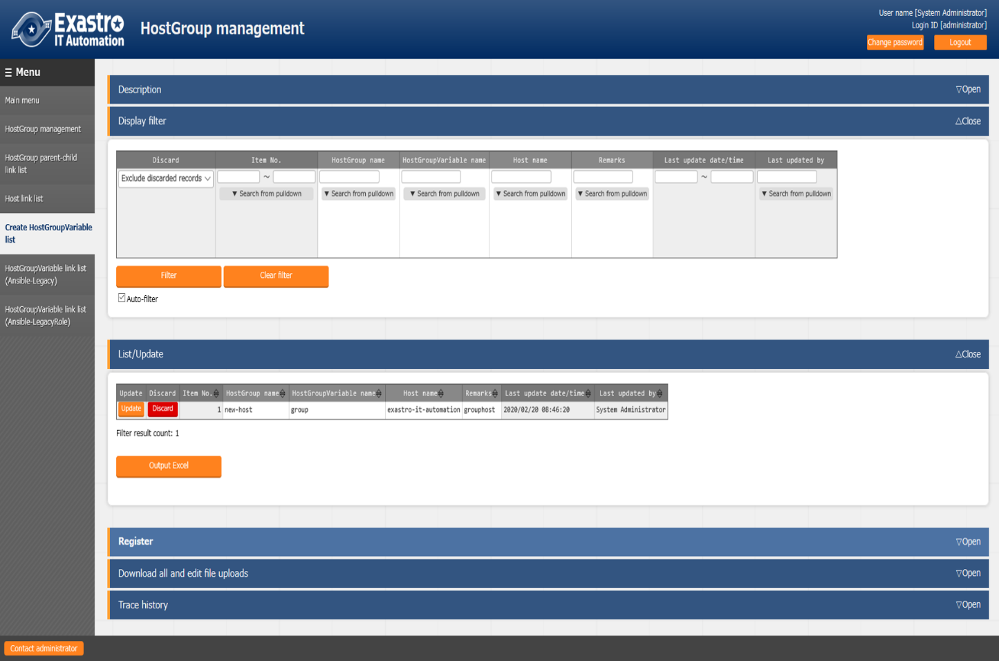 Exastro
IT Automation
HostGroup management
User name [System Administrator]
Login ID [administrator]
Change password
Logout
☰ Menu
Main menu
HostGroup management
HostGroup parent-child
link list
Host link list
Create HostGroupVariable
list
HostGroupVariable link list
(Ansible-Legacy)
HostGroupVariable link list
(Ansible-LegacyRole)
Description ▽Open
Display filter △Close
Discard Item No. HostGroup name HostGroupVariable name Host name Remarks Last update date/time Last updated by
Exclude discarded records ~ ~
▼ Search from pulldown ▼ Search from pulldown ▼ Search from pulldown ▼ Search from pulldown ▼ Search from pulldown ▼ Search from pulldown
Filter Clear filter
Auto-filter
List/Update △Close
Update Discard Item No. HostGroup name HostGroupVariable name Host name Remarks Last update date/time Last updated by
Update Discard 1 new-host group exastro-it-automation grouphost 2020/02/20 08:46:20 System Administrator
Filter result count: 1
Output Excel
Register ▽Open
Download all and edit file uploads ▽Open
Trace history ▽Open
Contact administrator